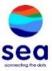 sea
connecting the dots